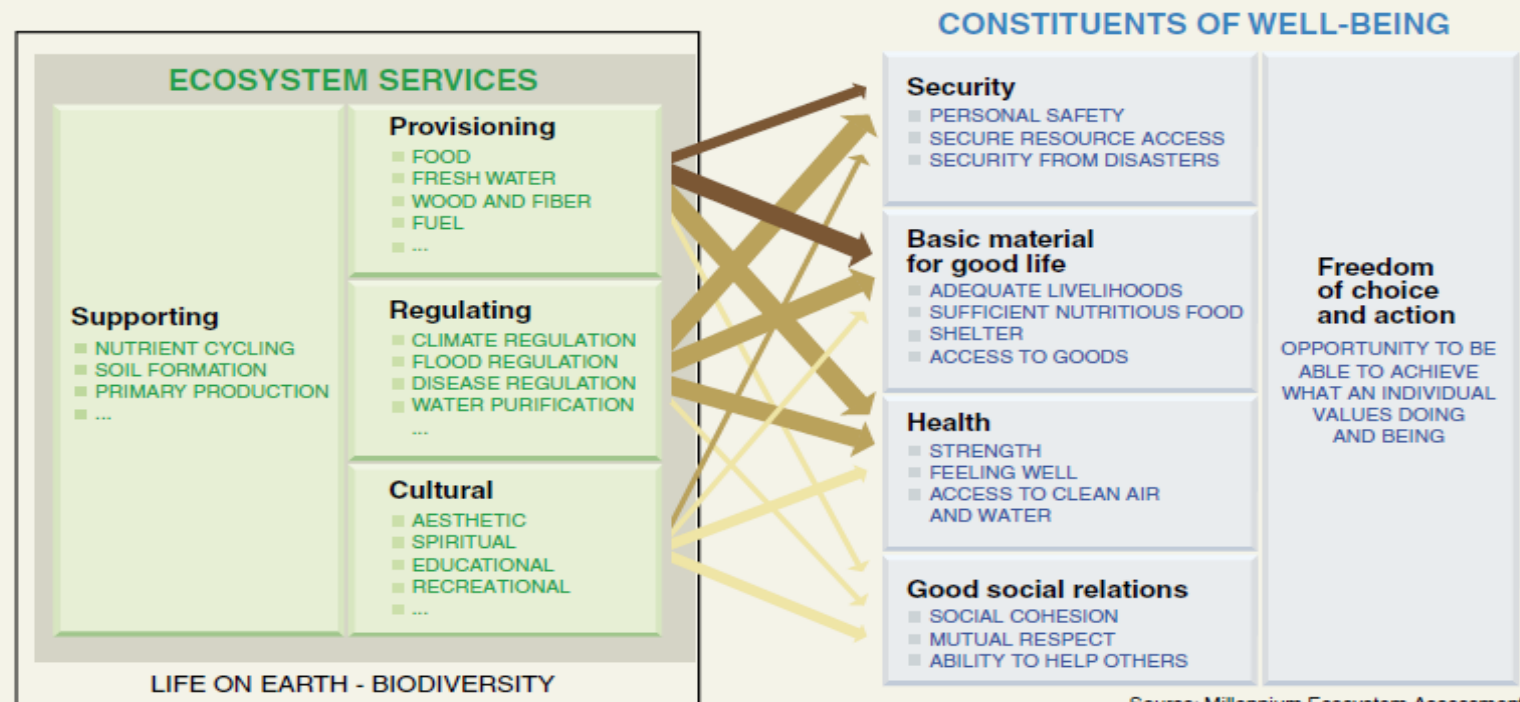 CONSTITUENTS OF WELL-BEING
ECOSYSTEM SERVICES
Supporting
NUTRIENT CYCLING
SOIL FORMATION
PRIMARY PRODUCTION
...
Provisioning
FOOD
FRESH WATER
WOOD AND FIBER
FUEL
...
Regulating
CLIMATE REGULATION
FLOOD REGULATION
DISEASE REGULATION
WATER PURIFICATION
...
Cultural
AESTHETIC
SPIRITUAL
EDUCATIONAL
RECREATIONAL
...
LIFE ON EARTH - BIODIVERSITY
Security
PERSONAL SAFETY
SECURE RESOURCE ACCESS
SECURITY FROM DISASTERS
Basic material
for good life
ADEQUATE LIVELIHOODS
SUFFICIENT NUTRITIOUS FOOD
SHELTER
ACCESS TO GOODS
Health
STRENGTH
FEELING WELL
ACCESS TO CLEAN AIR
AND WATER
Good social relations
SOCIAL COHESION
MUTUAL RESPECT
ABILITY TO HELP OTHERS
Freedom
of choice
and action
OPPORTUNITY TO BE
ABLE TO ACHIEVE
WHAT AN INDIVIDUAL
VALUES DOING
AND BEING
Source: Millennium Ecosystem Assessment